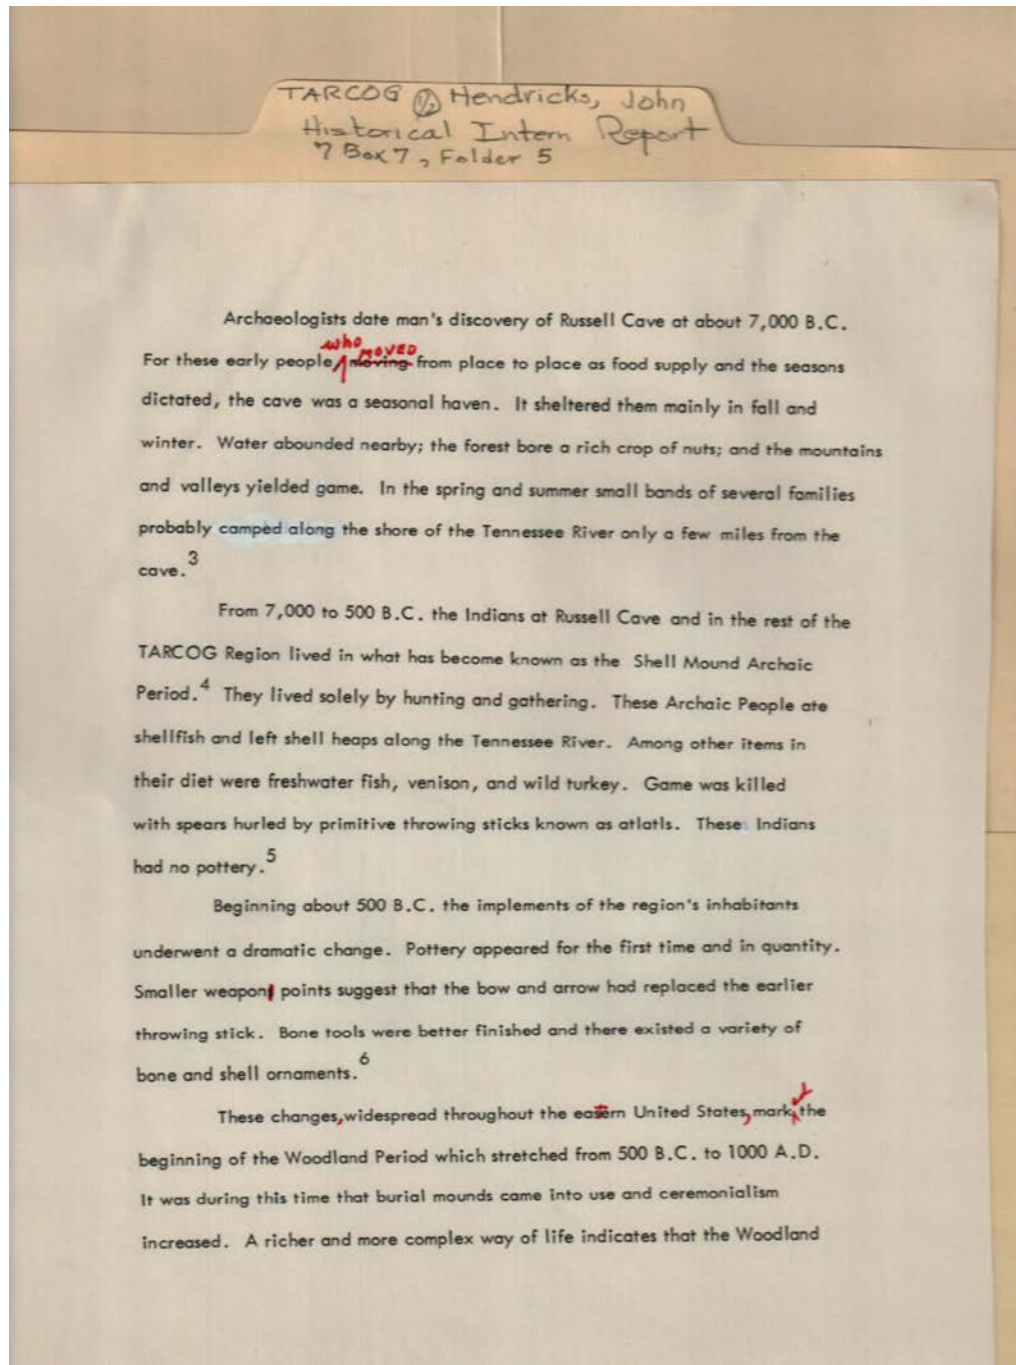 TARCOG 1/2 Hendricks, John
Historical Intern Report
7 Box 7, Folder 5
Archaeologists date man's discovery of Russell Cave at about 7,000 B.C.
who MOVED
For these early people moving from place to place as food supply and the seasons
dictated, the cave was a seasonal haven. It sheltered them mainly in fall and
winter. Water abounded nearby; the forest bore a rich crop of nuts; and the mountains
and valleys yielded game. In the spring and summer small bands of several families
probably camped along the shore of the Tennessee River only a few miles from the
cave.3
From 7,000 to 500 B.C. the Indians at Russell Cave and in the rest of the
TARCOG Region lived in what has become known as the Shell Mound Archaic
Period.4 They lived solely by hunting and gathering. These Archaic People ate
shellfish and left shell heaps along the Tennessee River. Among other items in
their diet were freshwater fish, venison, and wild turkey. Game was killed
with spears hurled by primitive throwing sticks known as atlatls. These Indians
had no pottery.5
Beginning about 500 B.C. the implements of the region's inhabitants
underwent a dramatic change. Pottery appeared for the first time and in quantity.
Smaller weapon points suggest that the bow and arrow had replaced the earlier
throwing stick. Bone tools were better finished and there existed a variety of
bone and shell ornaments.6
These changes, widespread throughout the eastern United States, mark the
beginning of the Woodland Period which stretched from 500 B.C. to 1000 A.D.
It was during this time that burial mounds came into use and ceremonialism
increased. A richer and more complex way of life indicates that the Woodland